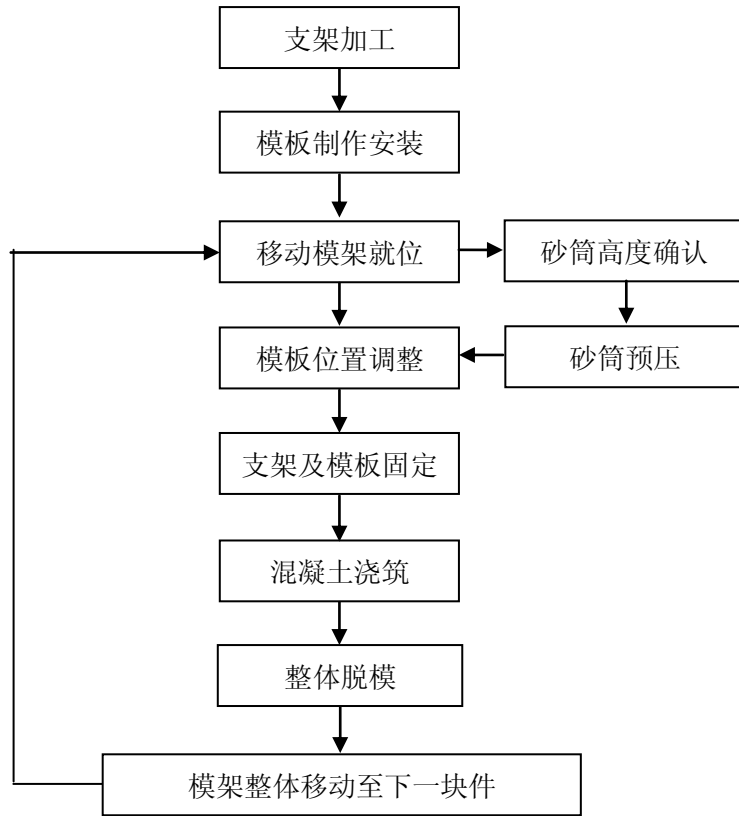 支架加工
模板制作安装
移动模架就位
砂筒高度确认
模板位置调整
砂筒预压
支架及模板固定
混凝土浇筑
整体脱模
模架整体移动至下一块件